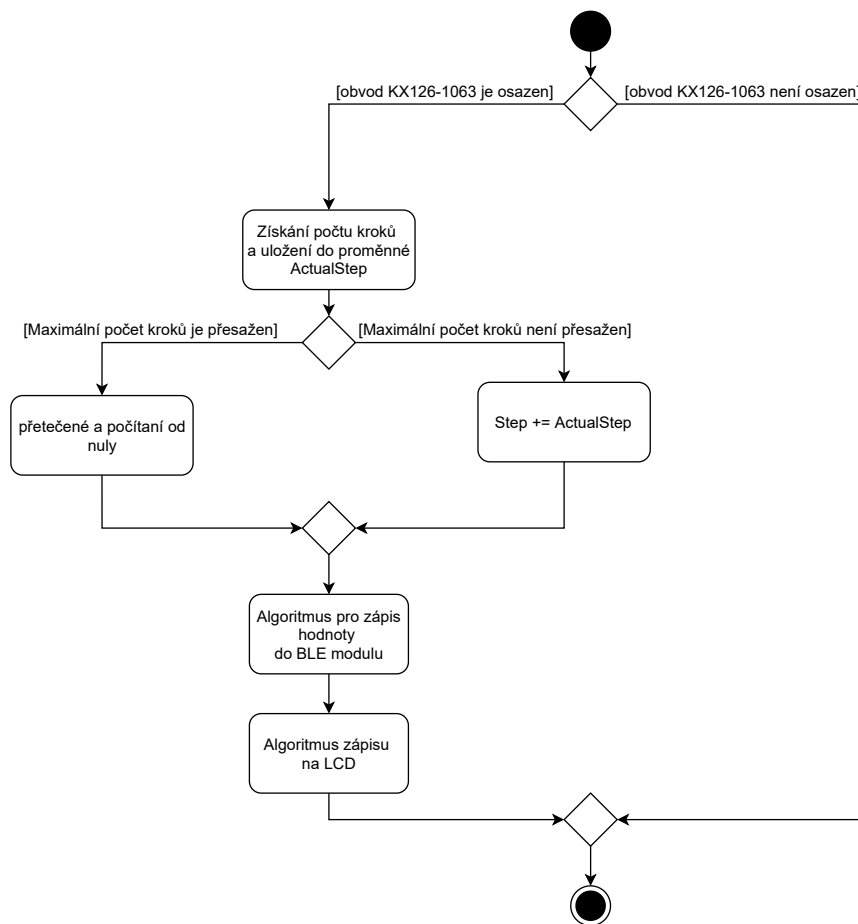 [obvod KX126-1063 je osazen]
[obvod KX126-1063 není osazen]
Získání počtu kroků
a uložení do proměnné
ActualStep
[Maximální počet kroků je přesažen]
[Maximální počet kroků není přesažen]
přetečené a počítaní od
nuly
Step += ActualStep
Algoritmus pro zápis
hodnoty
do BLE modulu
Algoritmus zápisu
na LCD